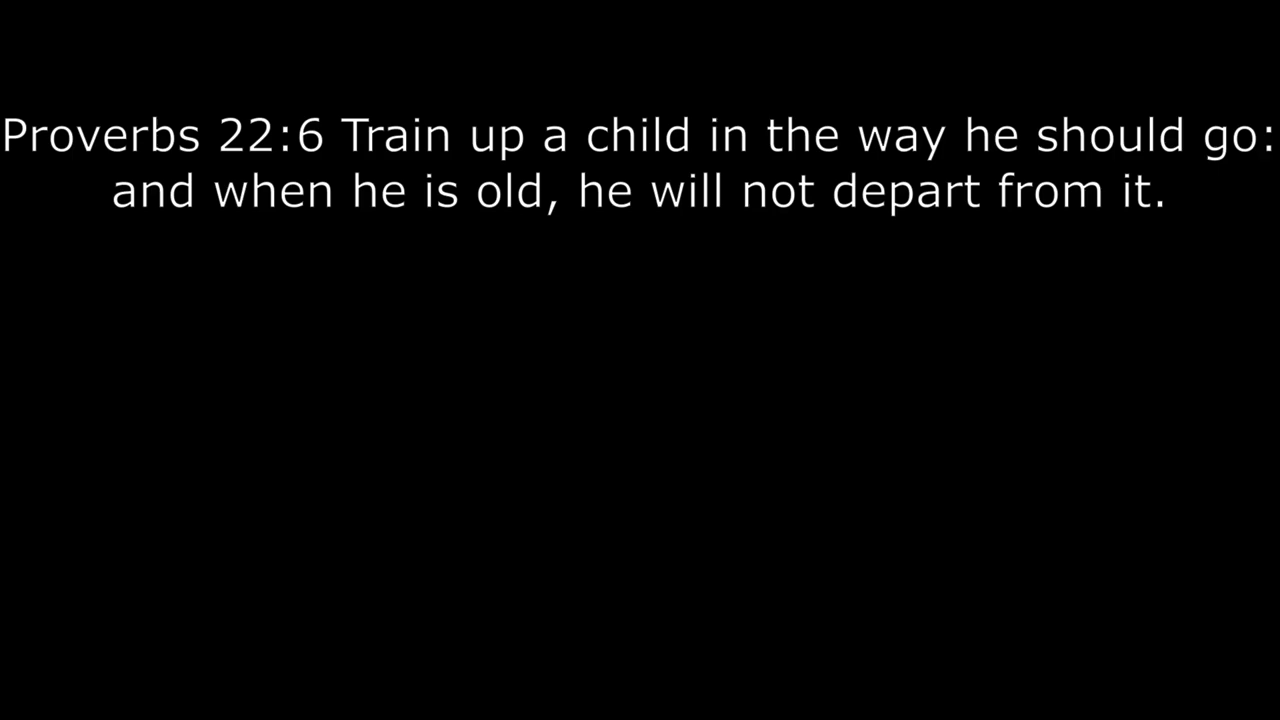 Proverbs 22:6 Train up a child in the way he should go:
and when he is old, he will not depart from it.